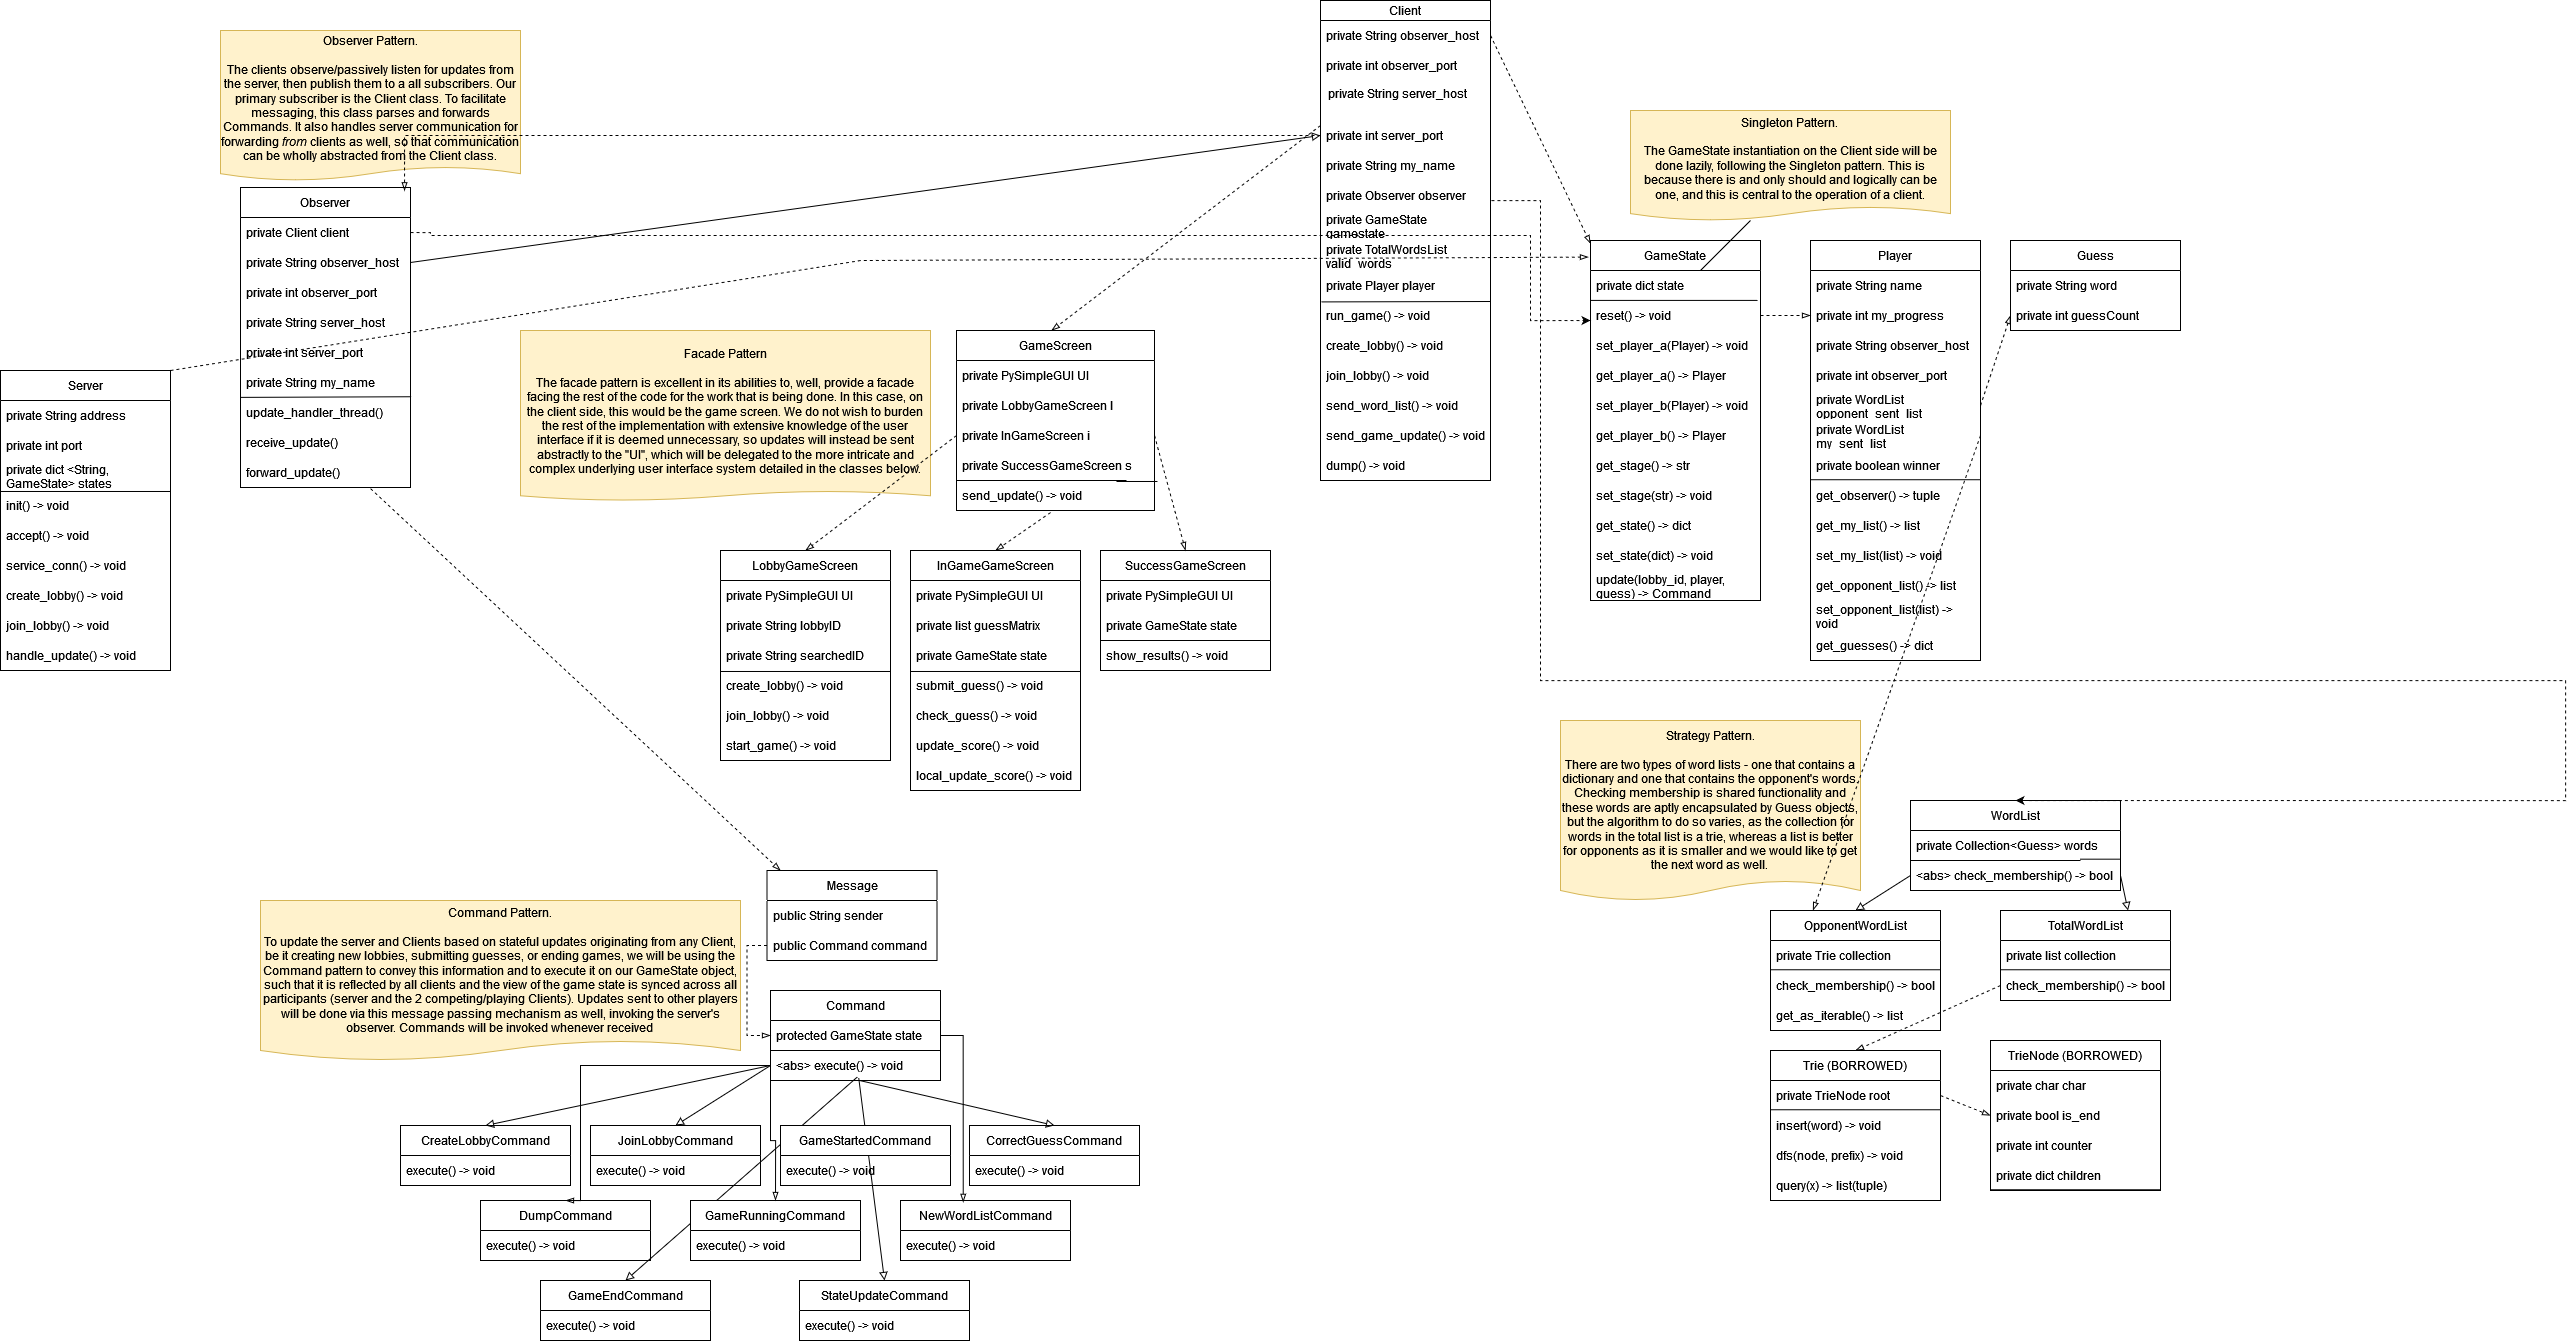 Client
private String observer_host
private int observer_port
private String server_host
private int server_port
private String my_name
private Observer observer
private GameState
gamestate
private TotalWordsList
valid_words
private Player player
run_game() -> void
create_lobby() -> void
join_lobby() -> void
send_word_list() -> void
send_game_update() -> void
dump() -> void
Observer Pattern.
The clients observe/passively listen for updates from
the server, then publish them to a all subscribers. Our
primary subscriber is the Client class. To facilitate
messaging, this class parses and forwards
Commands. It also handles server communication for
forwarding from clients as well, so that communication
can be wholly abstracted from the Client class.
Observer
private Client client
private String observer_host
private int observer_port
private String server_host
private int server_port
private String my_name
update_handler_thread()
receive_update()
forward_update()
Server
private String address
private int port
private dict <String,
GameState> states
init() -> void
accept() -> void
service_conn() -> void
create_lobby() -> void
join_lobby() -> void
handle_update() -> void
Facade Pattern
The facade pattern is excellent in its abilities to, well, provide a facade
facing the rest of the code for the work that is being done. In this case, on
the client side, this would be the game screen. We do not wish to burden
the rest of the implementation with extensive knowledge of the user
interface if it is deemed unnecessary, so updates will instead be sent
abstractly to the "UI", which will be delegated to the more intricate and
complex underlying user interface system detailed in the classes below.
GameScreen
private PySimpleGUI UI
private LobbyGameScreen l
private InGameScreen i
private SuccessGameScreen s
send_update() -> void
LobbyGameScreen
private PySimpleGUI UI
private String lobbyID
private String searchedID
create_lobby() -> void
join_lobby() -> void
start_game() -> void
InGameGameScreen
private PySimpleGUI UI
private list guessMatrix
private GameState state
submit_guess() -> void
check_guess() -> void
update_score() -> void
local_update_score() -> void
SuccessGameScreen
private PySimpleGUI UI
private GameState state
show_results() -> void
Singleton Pattern.
The GameState instantiation on the Client side will be
done lazily, following the Singleton pattern. This is
because there is and only should and logically can be
one, and this is central to the operation of a client.
GameState
private dict state
reset() -> void
set_player_a(Player) -> void
get_player_a() -> Player
set_player_b(Player) -> void
get_player_b() -> Player
get_stage() -> str
set_stage(str) -> void
get_state() -> dict
set_state(dict) -> void
update(lobby_id, player,
guess) -> Command
Player
private String name
private int my_progress
private String observer_host
private int observer_port
private WordList
opponent_sent_list
private WordList
my_sent_list
private boolean winner
get_observer() -> tuple
get_my_list() -> list
set_my_list(list) -> void
get_opponent_list() -> list
set_opponent_list(list) ->
void
get_guesses() -> dict
Guess
private String word
private int guessCount
Strategy Pattern.
There are two types of word lists - one that contains a
dictionary and one that contains the opponent's words.
Checking membership is shared functionality and
these words are aptly encapsulated by Guess objects,
but the algorithm to do so varies, as the collection for
words in the total list is a trie, whereas a list is better
for opponents as it is smaller and we would like to get
the next word as well.
WordList
private Collection<Guess> words
<abs> check_membership() -> bool
OpponentWordList
private Trie collection
check_membership() -> bool
get_as_iterable() -> list
TotalWordList
private list collection
check_membership() -> bool
Trie (BORROWED)
private TrieNode root
insert(word) -> void
dfs(node, prefix) -> void
query(x) -> list(tuple)
TrieNode (BORROWED)
private char char
private bool is_end
private int counter
private dict children
Message
public String sender
public Command command
Command Pattern.
To update the server and Clients based on stateful updates originating from any Client,
be it creating new lobbies, submitting guesses, or ending games, we will be using the
Command pattern to convey this information and to execute it on our GameState object,
such that it is reflected by all clients and the view of the game state is synced across all
participants (server and the 2 competing/playing Clients). Updates sent to other players
will be done via this message passing mechanism as well, invoking the server's
observer. Commands will be invoked whenever received
Command
protected GameState state
<abs> execute() -> void
CreateLobbyCommand
execute() -> void
JoinLobbyCommand
execute() -> void
GameStartedCommand
execute() -> void
CorrectGuessCommand
execute() -> void
DumpCommand
execute() -> void
GameRunningCommand
execute() -> void
NewWordListCommand
execute() -> void
GameEndCommand
execute() -> void
StateUpdateCommand
execute() -> void